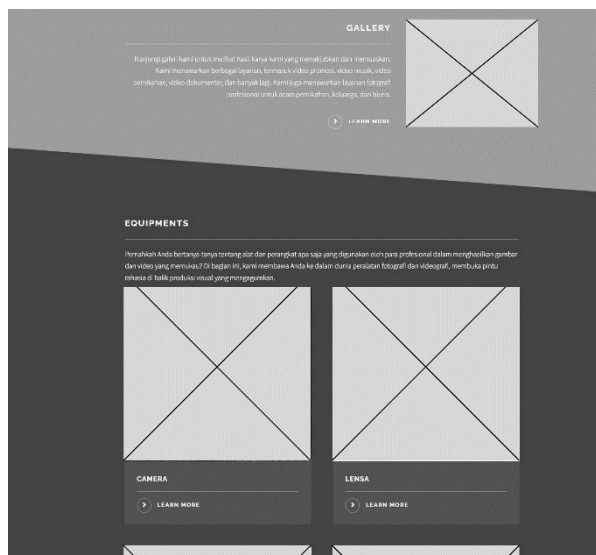 GALLERY
Kunjungi galeri kami untuk melihat hasil karya kami yang menakjubkan dan memuaskan.
Kami menawarkan berbagai layanan, termasuk video promosi, video musik, video
pernikahan, video dokumenter, dan banyak lagi. Kami juga menawarkan layanan fotografi
profesional untuk acara pernikahan, keluarga, dan bisnis.
LEARN MORE
EQUIPMENTS
Pernahkah Anda bertanya-tanya tentang alat dan perangkat apa saja yang digunakan oleh para profesional dalam menghasilkan gambar
dan video yang memukau? Di bagian ini, kami membawa Anda ke dalam dunia peralatan fotografi dan videografi, membuka pintu
rahasia di balik produksi visual yang mengagumkan.
CAMERA
LENSA
LEARN MORE
LEARN MORE